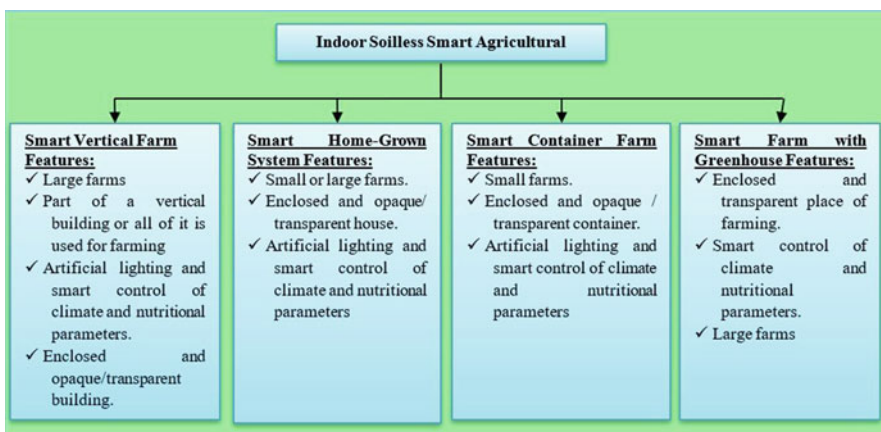 Indoor Soilless Smart Agricultural
Smart Vertical Farm
Features:
✓ Large farms
✓ Part of a vertical
building or all of it is
used for farming
✓ Artificial lighting and
smart control of
climate and nutritional
parameters.
✓ Enclosed and
opaque/transparent
building.
Smart Home-Grown
System Features:
✓ Small or large farms.
✓ Enclosed and opaque/
transparent house.
✓ Artificial lighting and
smart control of
climate and nutritional
parameters
Smart Container Farm
Features:
✓ Small farms.
✓ Enclosed and opaque /
transparent container.
✓ Artificial lighting and
smart control of climate
and nutritional
parameters
Smart Farm with
Greenhouse Features:
✓ Enclosed and
transparent place of
farming.
✓ Smart control of
climate and
nutritional
parameters.
✓ Large farms